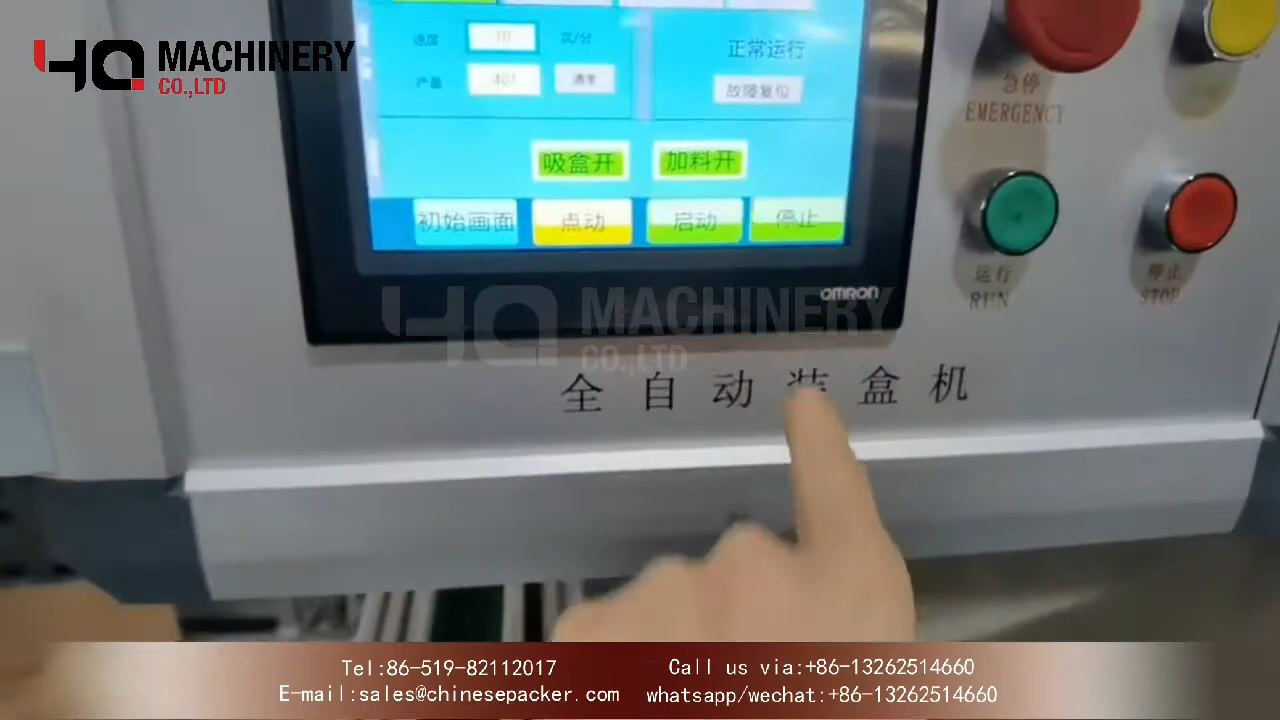 HQ MACHINERY
CO.,LTD
速度 次/分
产量 清零
正常运行
故障复位
吸盒开 加料开
初始画面 点动 启动 停止
急停
EMERGENCY
运行
RUN
停止
STOP
OMRON
HQ MACHINERY
CO.,LTD
全自动装盒机
Tel:86-519-82112017
Call us via:+86-13262514660
E-mail:sales@chinesepacker.com
whatsapp/wechat:+86-13262514660